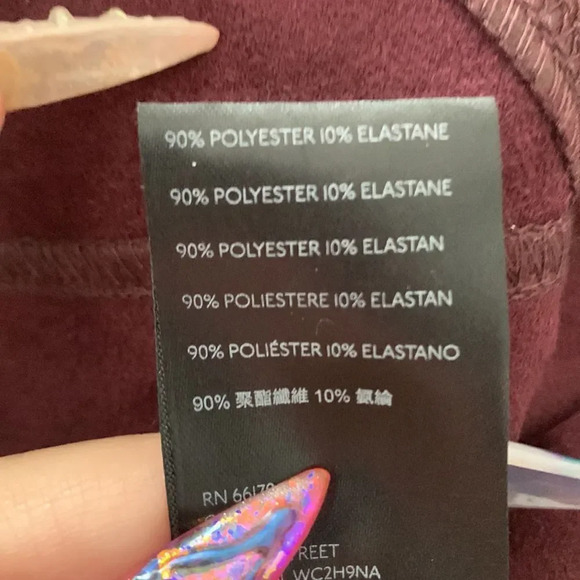 90% POLYESTER 10% ELASTANE
90% POLYESTER 10% ELASTANE
90% POLYESTER 10% ELASTAN
90% POLIESTERE 10% ELASTAN
90% POLIÉSTER 10% ELASTANO
90% 聚酯纖維 10% 氨綸
RN
REET
WC2H9NA